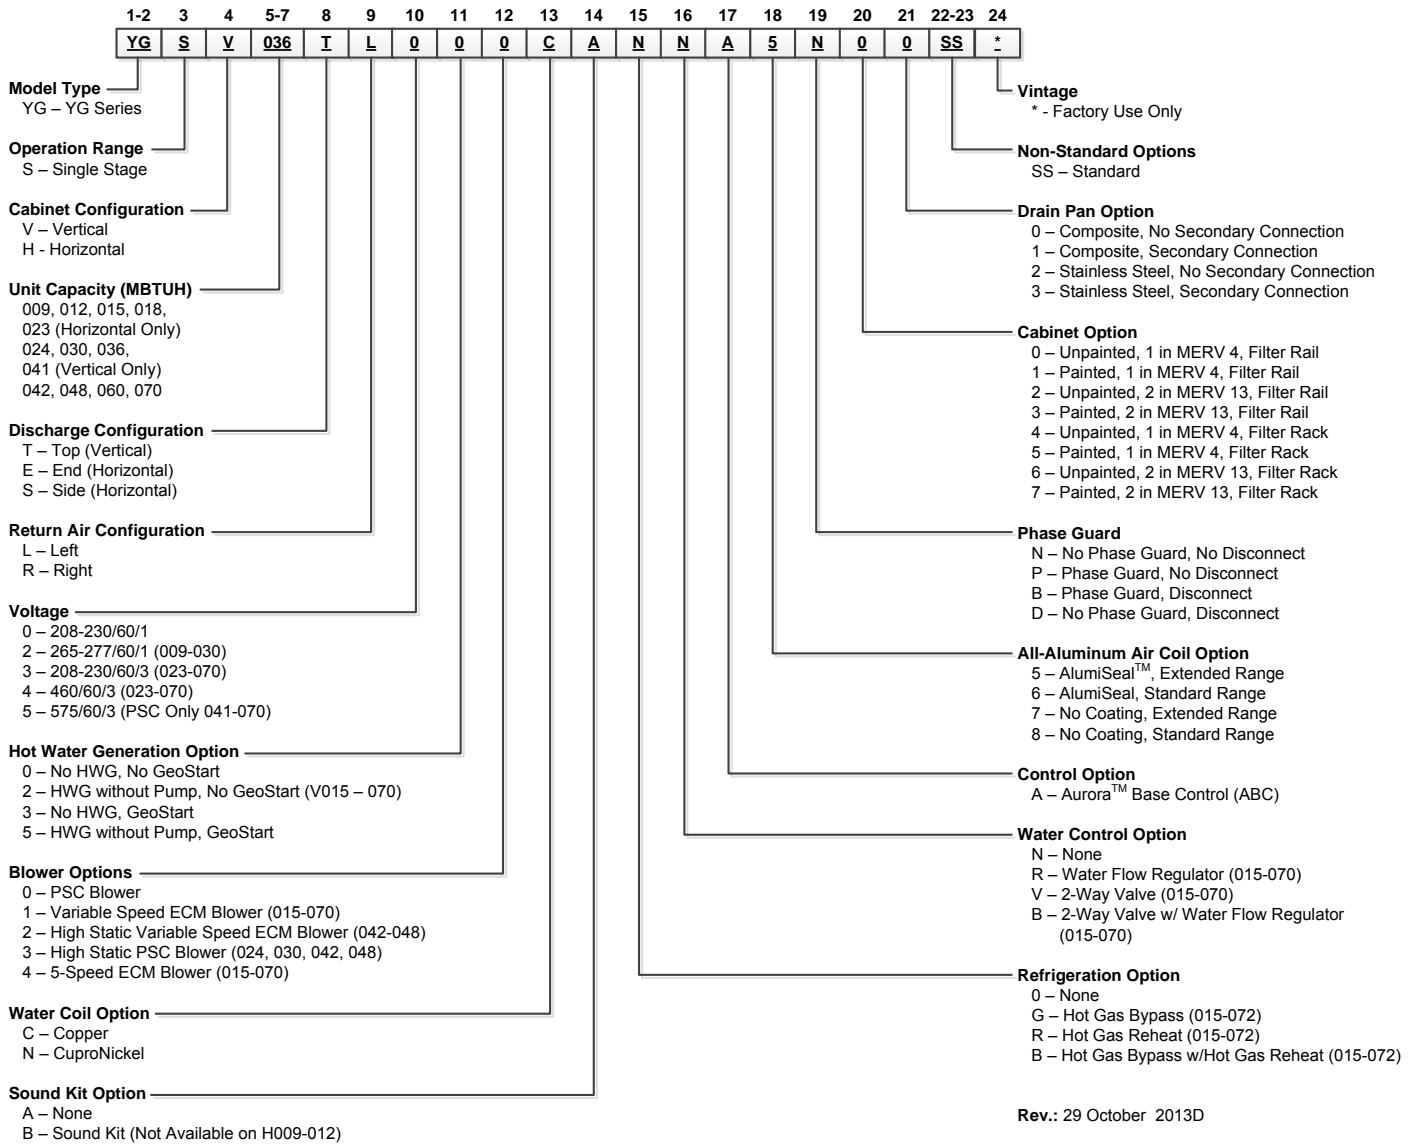 1-2 3 4 5-7 8 9 10 11 12 13 14 15 16 17 18 19 20 21 22-23 24
YG S V 036 T L 0 0 0 C A N N A 5 N 0 0 SS *
Model Type
YG – YG Series
Operation Range
S – Single Stage
Cabinet Configuration
V – Vertical
H - Horizontal
Unit Capacity (MBTUH)
009, 012, 015, 018,
023 (Horizontal Only)
024, 030, 036,
041 (Vertical Only)
042, 048, 060, 070
Discharge Configuration
T – Top (Vertical)
E – End (Horizontal)
S – Side (Horizontal)
Return Air Configuration
L – Left
R – Right
Voltage
0 – 208-230/60/1
2 – 265-277/60/1 (009-030)
3 – 208-230/60/3 (023-070)
4 – 460/60/3 (023-070)
5 – 575/60/3 (PSC Only 041-070)
Hot Water Generation Option
0 – No HWG, No GeoStart
2 – HWG without Pump, No GeoStart (V015 – 070)
3 – No HWG, GeoStart
5 – HWG without Pump, GeoStart
Blower Options
0 – PSC Blower
1 – Variable Speed ECM Blower (015-070)
2 – High Static Variable Speed ECM Blower (042-048)
3 – High Static PSC Blower (024, 030, 042, 048)
4 – 5-Speed ECM Blower (015-070)
Water Coil Option
C – Copper
N – CuproNickel
Sound Kit Option
A – None
B – Sound Kit (Not Available on H009-012)
Vintage
* - Factory Use Only
Non-Standard Options
SS – Standard
Drain Pan Option
0 – Composite, No Secondary Connection
1 – Composite, Secondary Connection
2 – Stainless Steel, No Secondary Connection
3 – Stainless Steel, Secondary Connection
Cabinet Option
0 – Unpainted, 1 in MERV 4, Filter Rail
1 – Painted, 1 in MERV 4, Filter Rail
2 – Unpainted, 2 in MERV 13, Filter Rail
3 – Painted, 2 in MERV 13, Filter Rail
4 – Unpainted, 1 in MERV 4, Filter Rack
5 – Painted, 1 in MERV 4, Filter Rack
6 – Unpainted, 2 in MERV 13, Filter Rack
7 – Painted, 2 in MERV 13, Filter Rack
Phase Guard
N – No Phase Guard, No Disconnect
P – Phase Guard, No Disconnect
B – Phase Guard, Disconnect
D – No Phase Guard, Disconnect
All-Aluminum Air Coil Option
5 – AlumiSeal™, Extended Range
6 – AlumiSeal, Standard Range
7 – No Coating, Extended Range
8 – No Coating, Standard Range
Control Option
A – Aurora™ Base Control (ABC)
Water Control Option
N – None
R – Water Flow Regulator (015-070)
V – 2-Way Valve (015-070)
B – 2-Way Valve w/ Water Flow Regulator
(015-070)
Refrigeration Option
0 – None
G – Hot Gas Bypass (015-072)
R – Hot Gas Reheat (015-072)
B – Hot Gas Bypass w/Hot Gas Reheat (015-072)
Rev.: 29 October 2013D